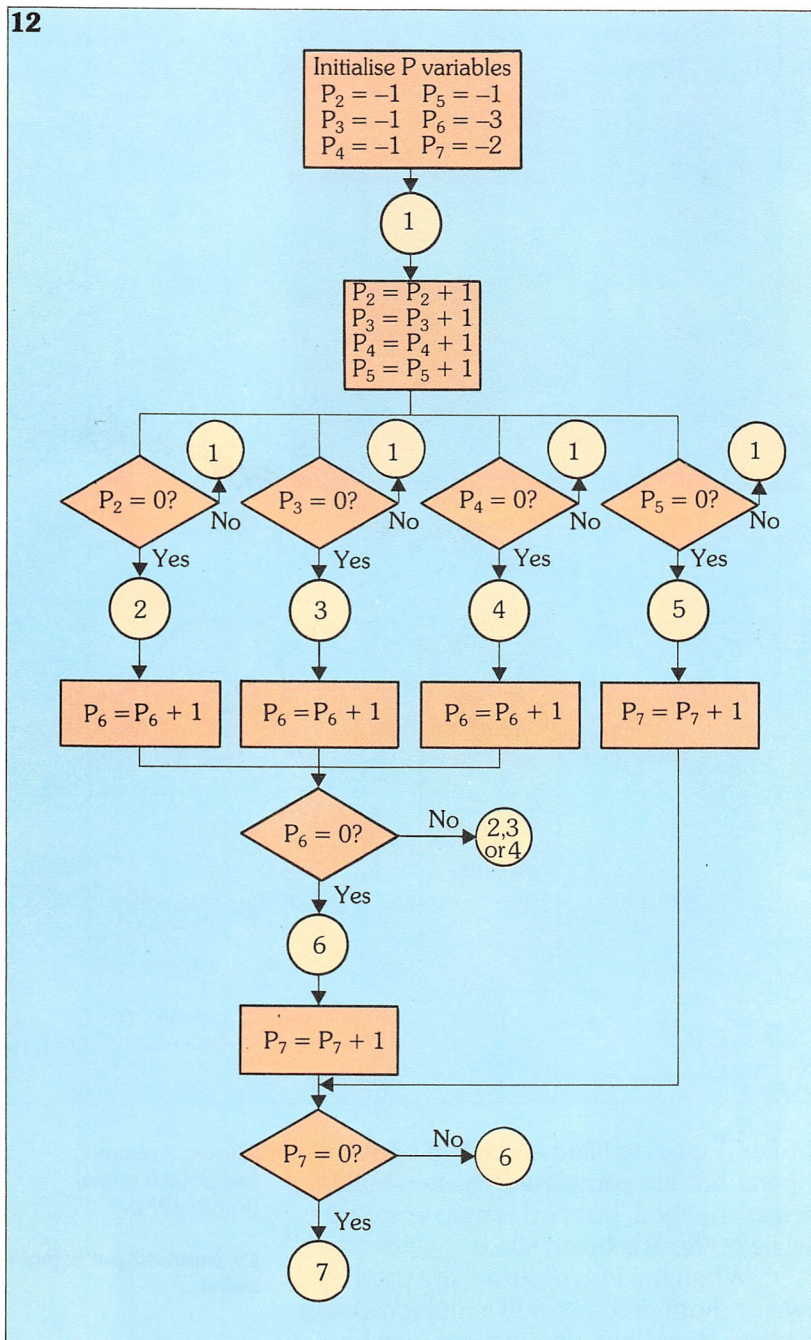 12
Initialise P variables
P₂ = –1 P₅ = –1
P₃ = –1 P₆ = –3
P₄ = –1 P₇ = –2
1
P₂ = P₂ + 1
P₃ = P₃ + 1
P₄ = P₄ + 1
P₅ = P₅ + 1
1 1 1 1
P₂ = 0? P₃ = 0? P₄ = 0? P₅ = 0?
No No No No
Yes Yes Yes Yes
2 3 4 5
P₆ = P₆ + 1 P₆ = P₆ + 1 P₆ = P₆ + 1 P₇ = P₇ + 1
P₆ = 0? No 2,3
or 4
Yes
6
P₇ = P₇ + 1
P₇ = 0? No 6
Yes
7